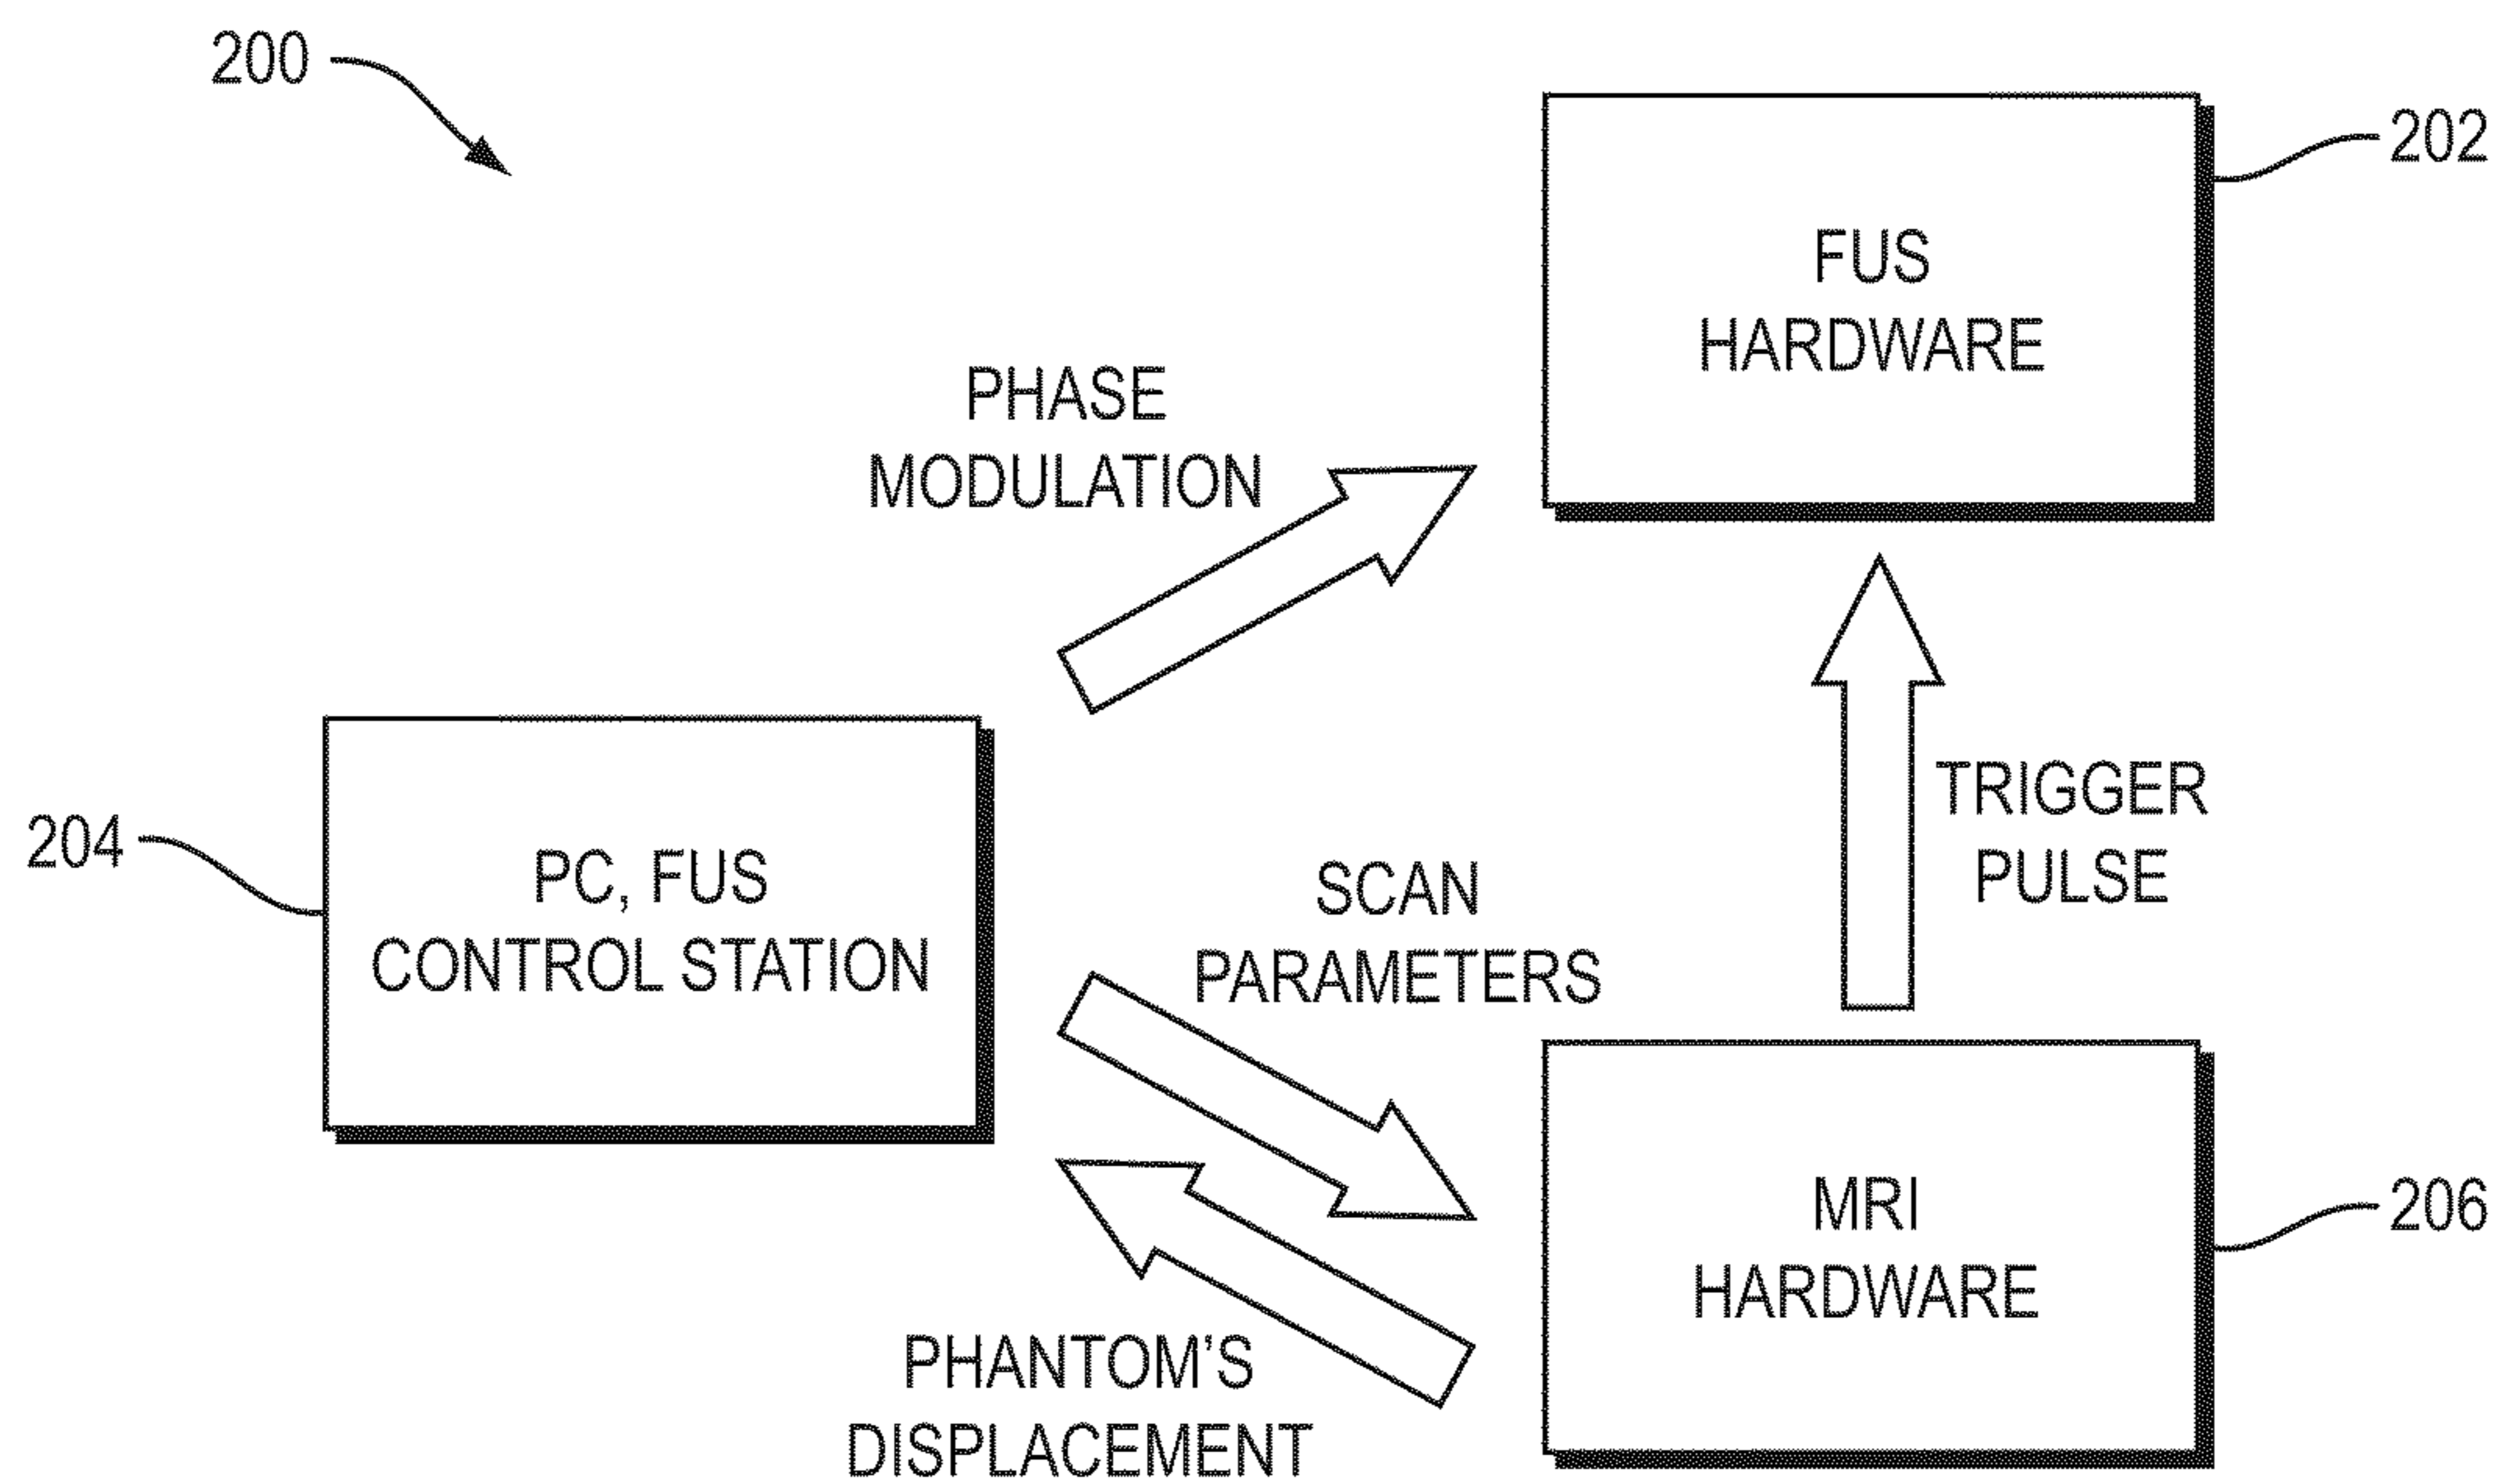 200
202
FUS
HARDWARE
PHASE
MODULATION
204
PC, FUS
CONTROL STATION
TRIGGER
PULSE
SCAN
PARAMETERS
MRI
HARDWARE
206
PHANTOM’S
DISPLACEMENT